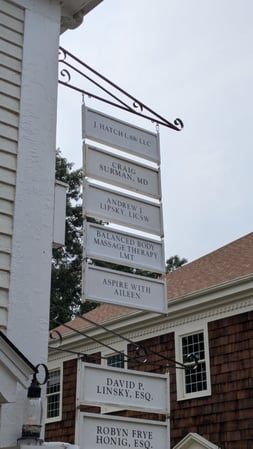 J HATCH LAW LLC
CRAIG
SURMAN, MD
ANDREW J.
LIPSKY, LICSW
BALANCED BODY
MASSAGE THERAPY
LMT
ASPIRE WITH
AILEEN
DAVID P.
LINSKY, ESQ.
ROBYN FRYE
HONIG, ESQ.